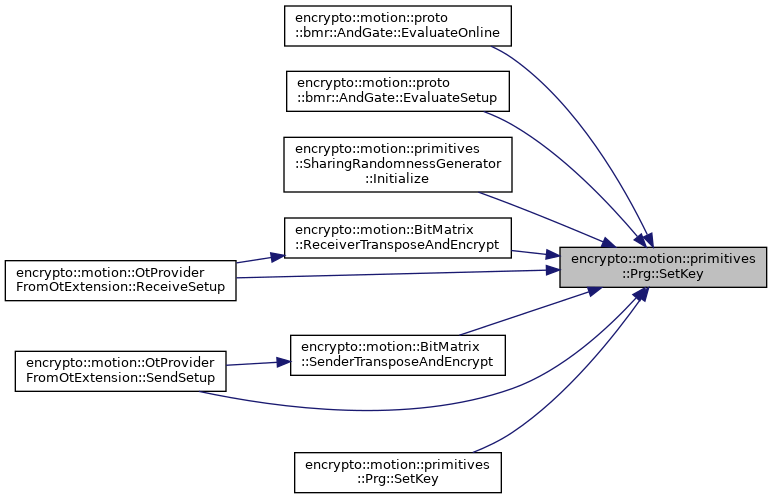 encrypto::motion::proto
::bmr::AndGate::EvaluateOnline
encrypto::motion::proto
::bmr::AndGate::EvaluateSetup
encrypto::motion::primitives
::SharingRandomnessGenerator
::Initialize
encrypto::motion::BitMatrix
::ReceiverTransposeAndEncrypt
encrypto::motion::primitives
::Prg::SetKey
encrypto::motion::OtProvider
FromOtExtension::ReceiveSetup
encrypto::motion::BitMatrix
::SenderTransposeAndEncrypt
encrypto::motion::OtProvider
FromOtExtension::SendSetup
encrypto::motion::primitives
::Prg::SetKey